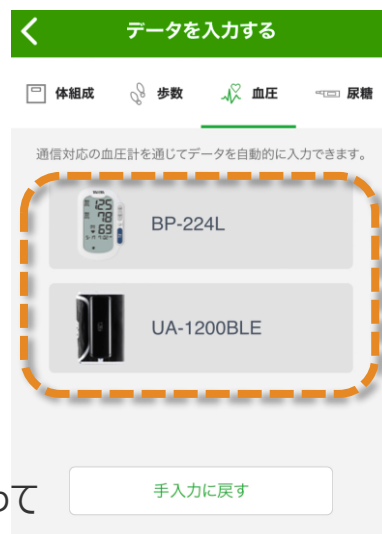 データを入力する
体組成 歩数 血圧 尿糖
通信対応の血圧計を通じてデータを自動的に入力できます。
125
78
69
BP-224L
UA-1200BLE
って
手入力に戻す